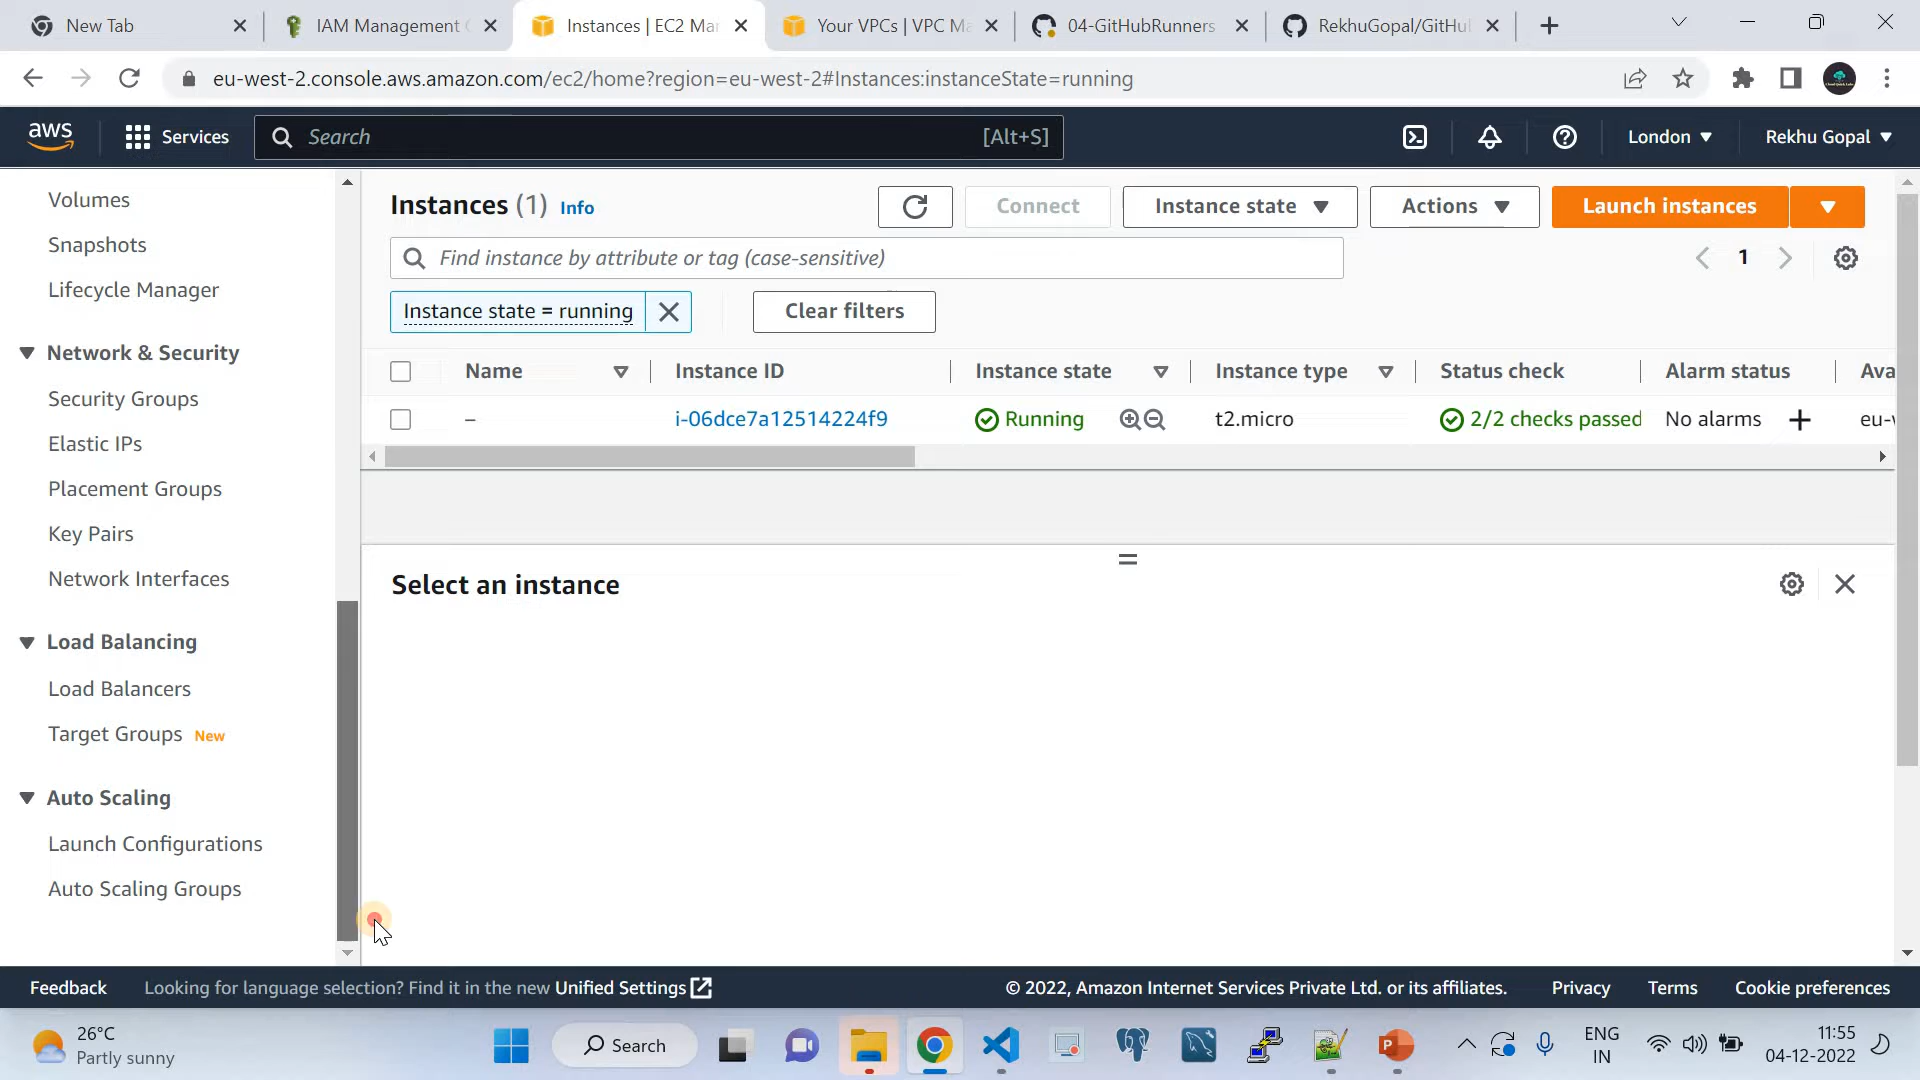 New Tab
IAM Management C
Instances | EC2 Mar
Your VPCs | VPC Ma
04-GitHubRunners
RekhuGopal/GitHul
eu-west-2.console.aws.amazon.com/ec2/home?region=eu-west-2#Instances:instanceState=running
aws
Services
Search
[Alt+S]
London
Rekhu Gopal
Volumes
Snapshots
Lifecycle Manager
Network & Security
Security Groups
Elastic IPs
Placement Groups
Key Pairs
Network Interfaces
Load Balancing
Load Balancers
Target Groups New
Auto Scaling
Launch Configurations
Auto Scaling Groups
Instances (1) Info
Connect
Instance state
Actions
Launch instances
Find instance by attribute or tag (case-sensitive)
1
Instance state = running
Clear filters
Name Instance ID Instance state Instance type Status check Alarm status Ava
– i-06dce7a12514224f9 Running t2.micro 2/2 checks passed No alarms + eu-
Select an instance
Feedback Looking for language selection? Find it in the new Unified Settings © 2022, Amazon Internet Services Private Ltd. or its affiliates. Privacy Terms Cookie preferences
26°C
Partly sunny
Search
ENG
IN
11:55
04-12-2022